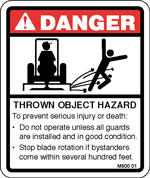 DANGER
THROWN OBJECT HAZARD
To prevent serious injury or death:
• Do not operate unless all guards
are installed and in good condition.
• Stop blade rotation if bystanders
come within several hundred feet.
M600 01